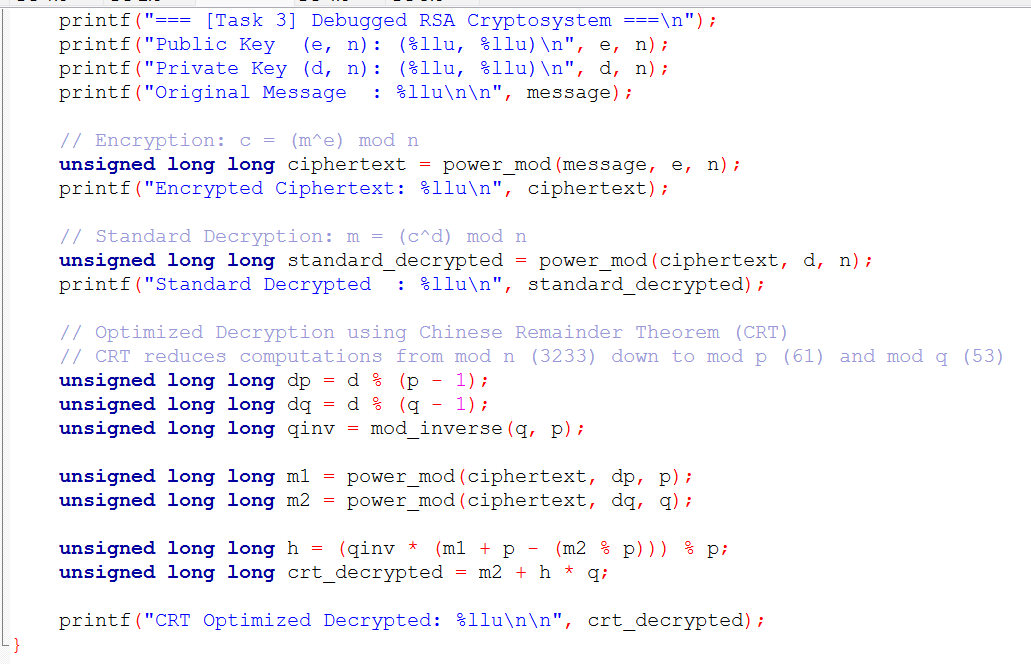 printf("=== [Task 3] Debugged RSA Cryptosystem ===\n");
printf("Public Key  (e, n): (%llu, %llu)\n", e, n);
printf("Private Key (d, n): (%llu, %llu)\n", d, n);
printf("Original Message  : %llu\n\n", message);
// Encryption: c = (m^e) mod n
unsigned long long ciphertext = power_mod(message, e, n);
printf("Encrypted Ciphertext: %llu\n", ciphertext);
// Standard Decryption: m = (c^d) mod n
unsigned long long standard_decrypted = power_mod(ciphertext, d, n);
printf("Standard Decrypted  : %llu\n", standard_decrypted);
// Optimized Decryption using Chinese Remainder Theorem (CRT)
// CRT reduces computations from mod n (3233) down to mod p (61) and mod q (53)
unsigned long long dp = d % (p - 1);
unsigned long long dq = d % (q - 1);
unsigned long long qinv = mod_inverse(q, p);
unsigned long long m1 = power_mod(ciphertext, dp, p);
unsigned long long m2 = power_mod(ciphertext, dq, q);
unsigned long long h = (qinv * (m1 + p - (m2 % p))) % p;
unsigned long long crt_decrypted = m2 + h * q;
printf("CRT Optimized Decrypted: %llu\n\n", crt_decrypted);
}